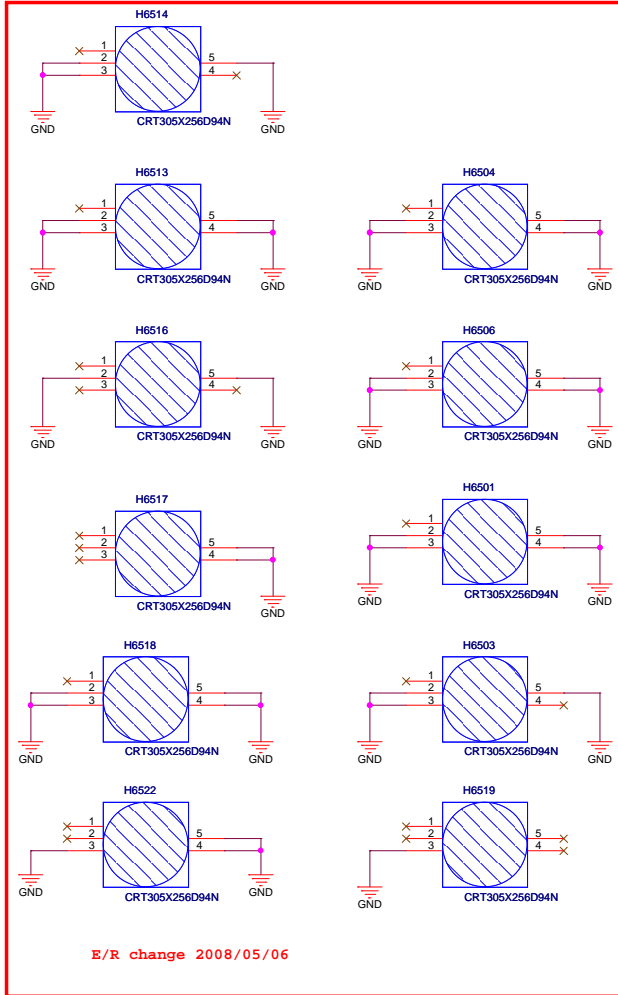 H6514
1
2
3
5
4
GND
GND
CRT305X256D94N
H6513
1
2
3
5
4
GND
GND
CRT305X256D94N
H6504
1
2
3
5
4
GND
GND
CRT305X256D94N
H6516
1
2
3
5
4
GND
GND
CRT305X256D94N
H6506
1
2
3
5
4
GND
GND
CRT305X256D94N
H6517
1
2
3
5
4
GND
CRT305X256D94N
H6501
1
2
3
5
4
GND
GND
CRT305X256D94N
H6518
1
2
3
5
4
GND
GND
CRT305X256D94N
H6503
1
2
3
5
4
GND
GND
CRT305X256D94N
H6522
1
2
3
5
4
GND
GND
CRT305X256D94N
H6519
1
2
3
5
4
GND
CRT305X256D94N
E/R change 2008/05/06